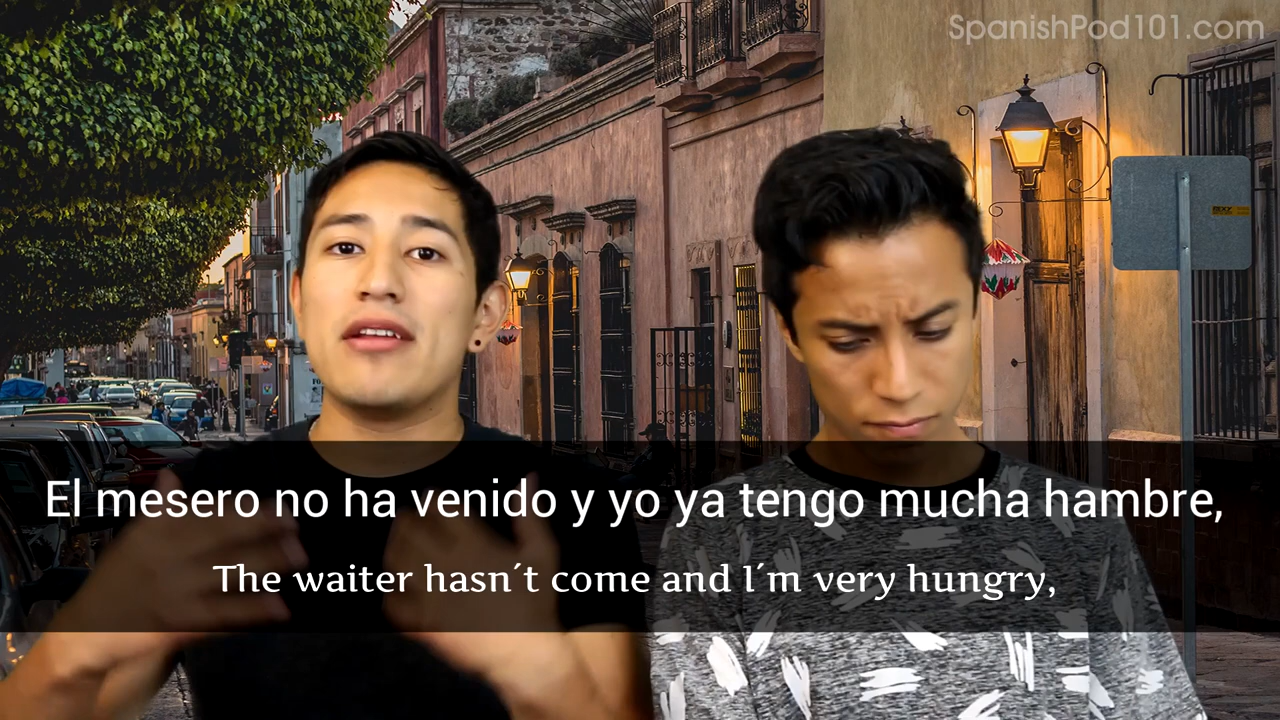 SpanishPod101.com
El mesero no ha venido y yo ya tengo mucha hambre,
The waiter hasn´t come and I´m very hungry,